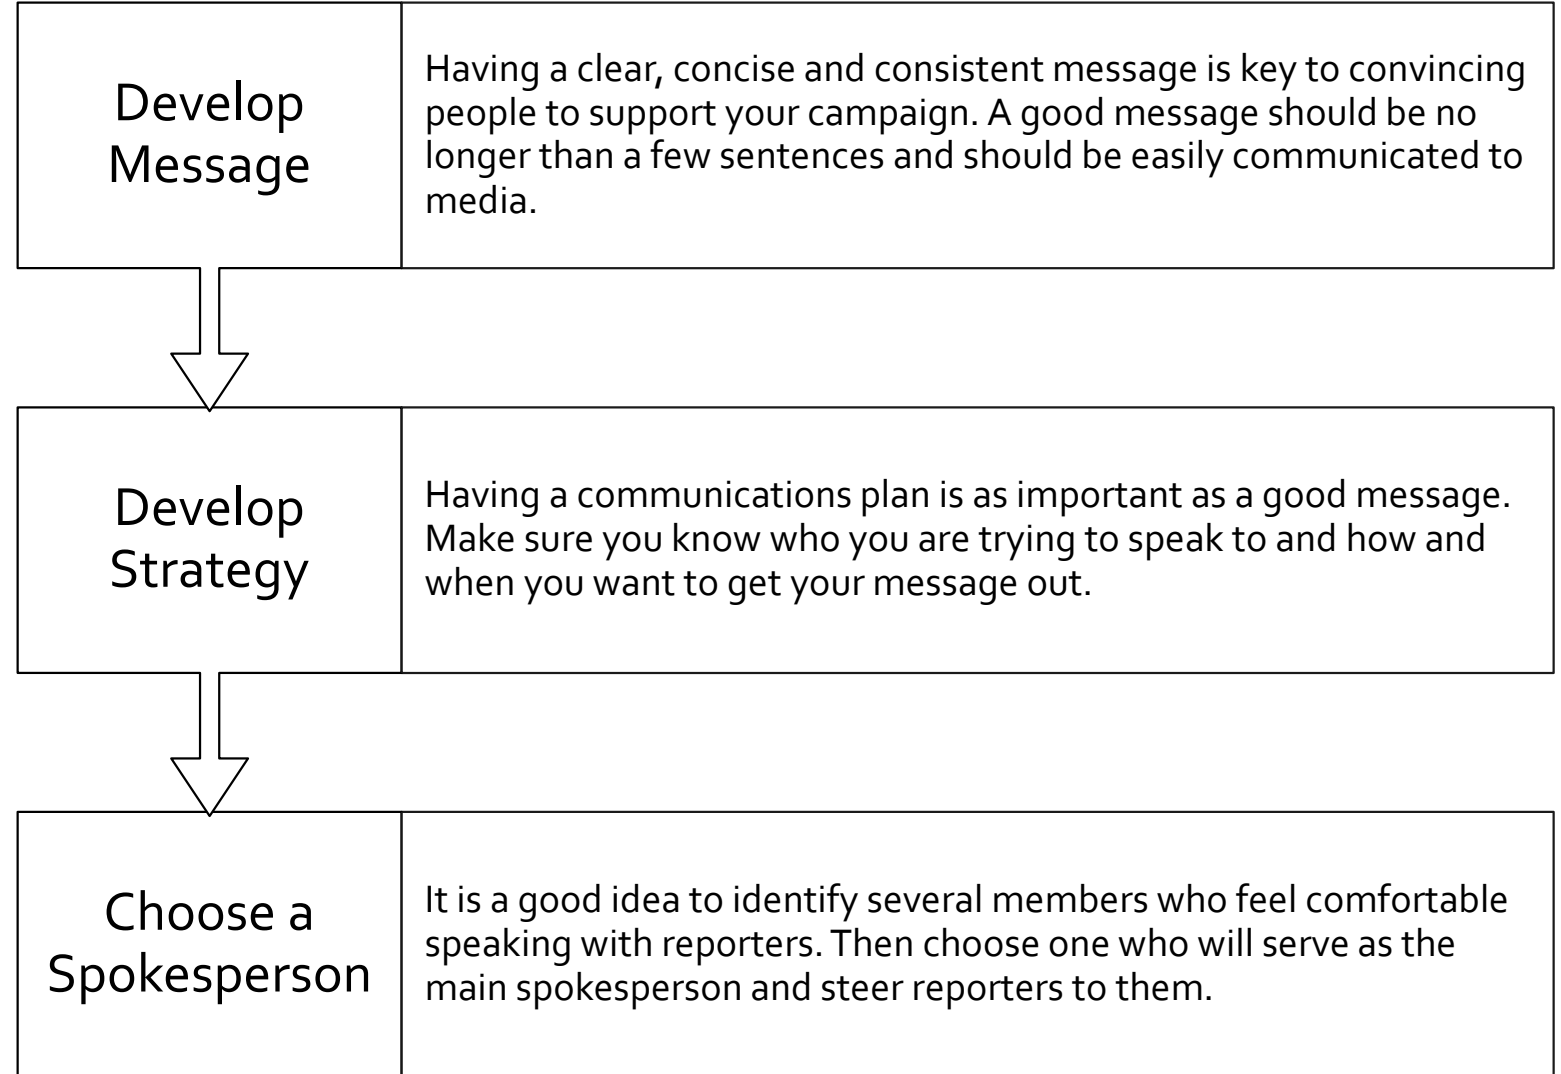 Develop
Message
Having a clear, concise and consistent message is key to convincing
people to support your campaign. A good message should be no
longer than a few sentences and should be easily communicated to
media.
Develop
Strategy
Having a communications plan is as important as a good message.
Make sure you know who you are trying to speak to and how and
when you want to get your message out.
Choose a
Spokesperson
It is a good idea to identify several members who feel comfortable
speaking with reporters. Then choose one who will serve as the
main spokesperson and steer reporters to them.